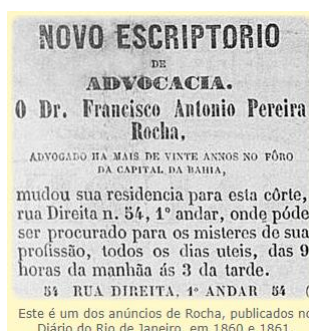 NOVO ESCRIPTORIO
DE
ADVOCACIA.
O Dr. Francisco Antonio Pereira
Rocha,
ADVOGADO HA MAIS DE VINTE ANNOS NO FÔRO
DA CAPITAL DA BAHIA,
mudou sua residencia para esta côrte,
rua Direita n. 54, 1º andar, onde póde
ser procurado para os misteres de sua
profissão, todos os dias uteis, das 9
horas da manhãa ás 3 da tarde.
54 RUA DIREITA, 1º ANDAR 54 (
Este é um dos anúncios de Rocha, publicados no
Diário do Rio de Janeiro, em 1860 e 1861